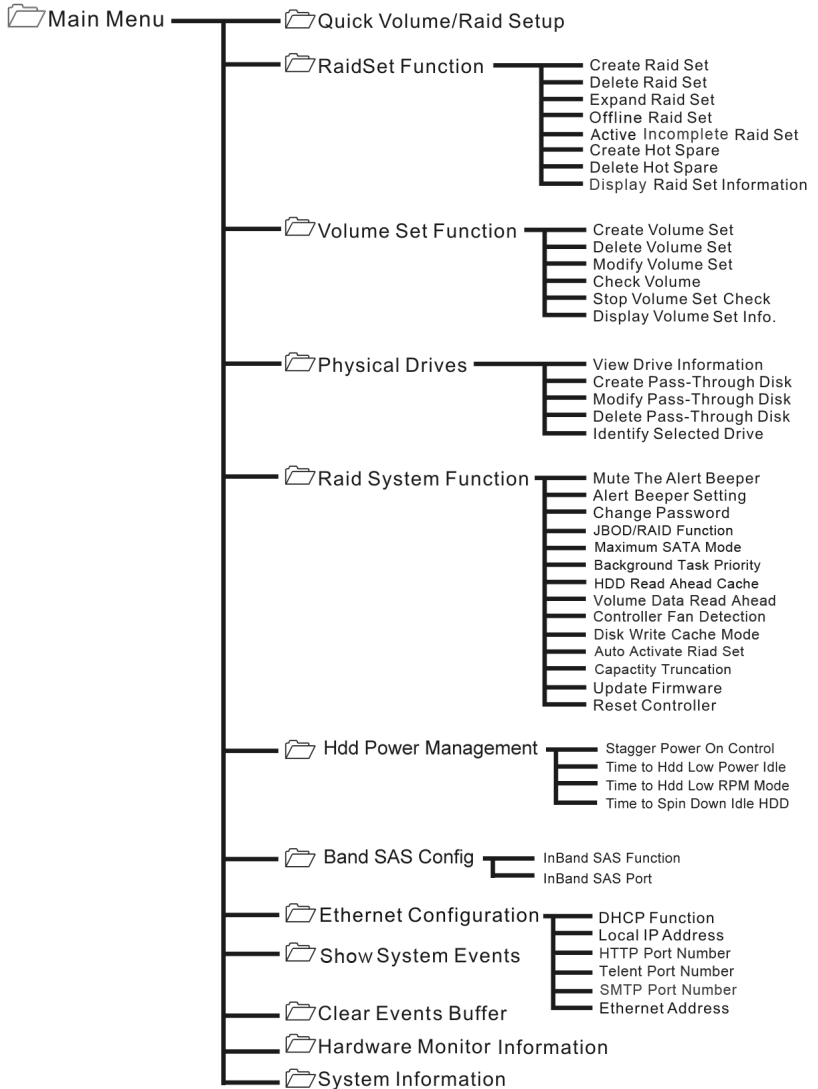 Main Menu
Quick Volume/Raid Setup
RaidSet Function
Create Raid Set
Delete Raid Set
Expand Raid Set
Offline Raid Set
Active Incomplete Raid Set
Create Hot Spare
Delete Hot Spare
Display Raid Set Information
Volume Set Function
Create Volume Set
Delete Volume Set
Modify Volume Set
Check Volume
Stop Volume Set Check
Display Volume Set Info.
Physical Drives
View Drive Information
Create Pass-Through Disk
Modify Pass-Through Disk
Delete Pass-Through Disk
Identify Selected Drive
Raid System Function
Mute The Alert Beeper
Alert Beeper Setting
Change Password
JBOD/RAID Function
Maximum SATA Mode
Background Task Priority
HDD Read Ahead Cache
Volume Data Read Ahead
Controller Fan Detection
Disk Write Cache Mode
Auto Activate Riad Set
Capactity Truncation
Update Firmware
Reset Controller
Hdd Power Management
Stagger Power On Control
Time to Hdd Low Power Idle
Time to Hdd Low RPM Mode
Time to Spin Down Idle HDD
Band SAS Config
InBand SAS Function
InBand SAS Port
Ethernet Configuration
DHCP Function
Local IP Address
HTTP Port Number
Telent Port Number
SMTP Port Number
Ethernet Address
Show System Events
Clear Events Buffer
Hardware Monitor Information
System Information